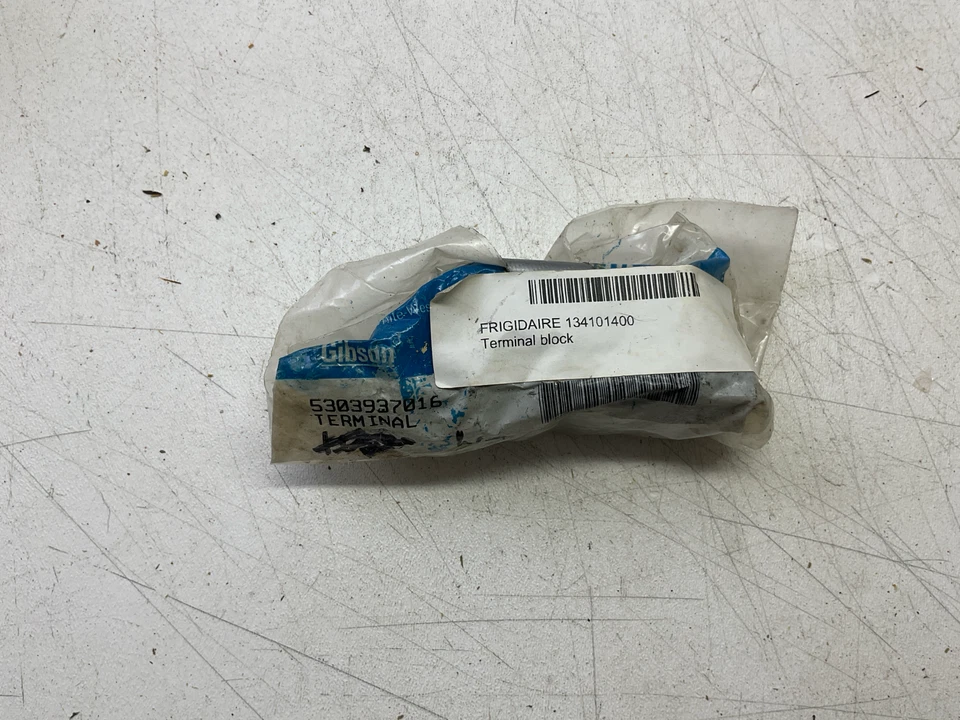 FRIGIDAIRE 134101400
Terminal block
Gibson
5303937016
TERMINAL